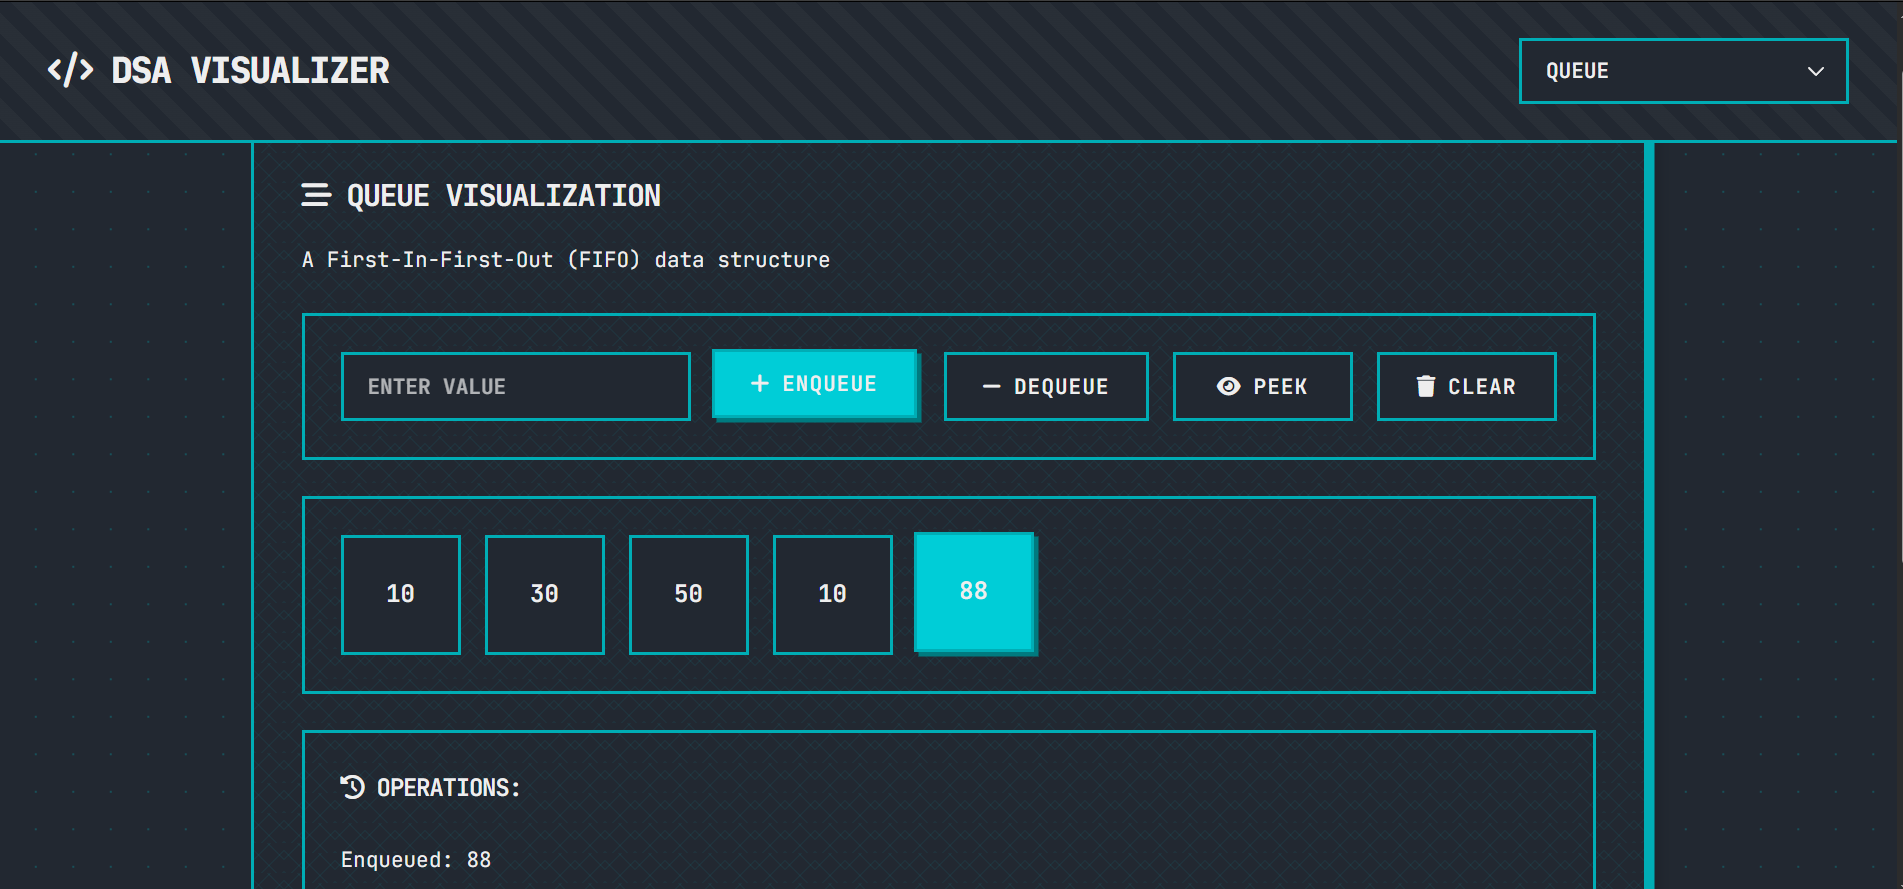 </> DSA VISUALIZER
QUEUE
QUEUE VISUALIZATION
A First-In-First-Out (FIFO) data structure
ENTER VALUE
+ ENQUEUE
− DEQUEUE
PEEK
CLEAR
10 30 50 10 88
OPERATIONS:
Enqueued: 88